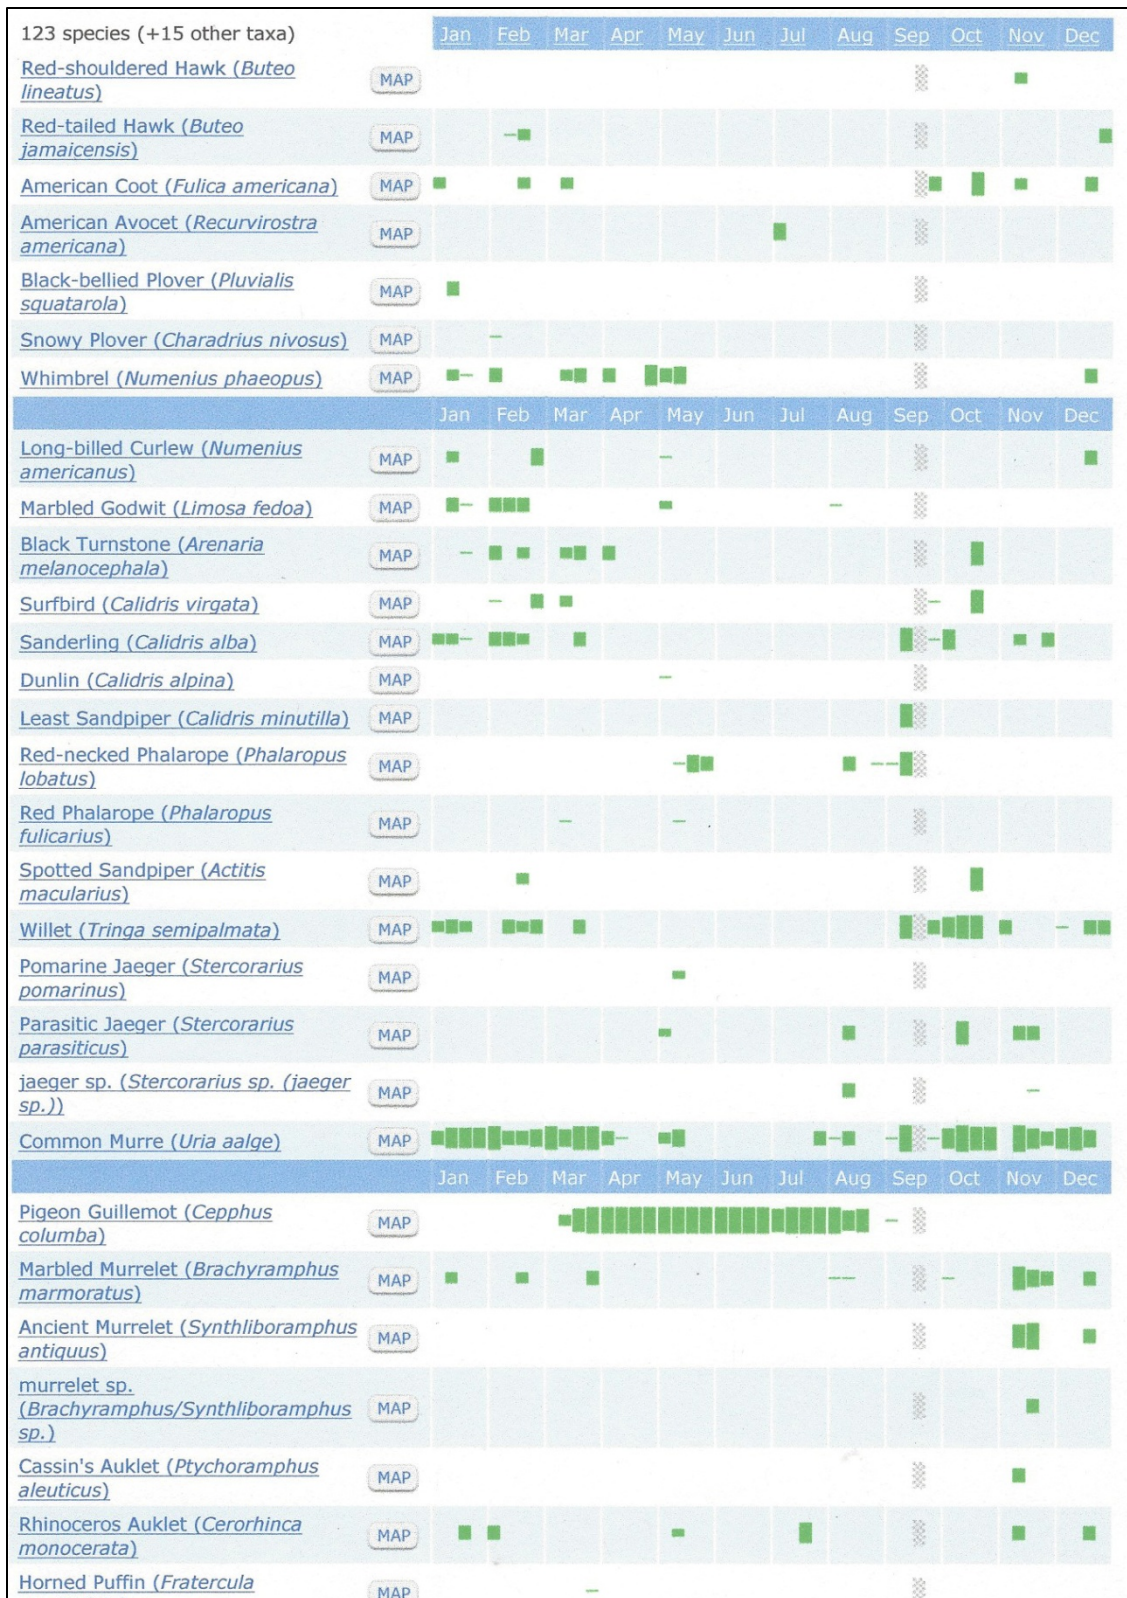 123 species (+15 other taxa) Jan Feb Mar Apr May Jun Jul Aug Sep Oct Nov Dec
Red-shouldered Hawk (Buteo
lineatus)
MAP
Red-tailed Hawk (Buteo
jamaicensis)
MAP
American Coot (Fulica americana) MAP
American Avocet (Recurvirostra
americana)
MAP
Black-bellied Plover (Pluvialis
squatarola)
MAP
Snowy Plover (Charadrius nivosus) MAP
Whimbrel (Numenius phaeopus) MAP
Jan Feb Mar Apr May Jun Jul Aug Sep Oct Nov Dec
Long-billed Curlew (Numenius
americanus)
MAP
Marbled Godwit (Limosa fedoa) MAP
Black Turnstone (Arenaria
melanocephala)
MAP
Surfbird (Calidris virgata) MAP
Sanderling (Calidris alba) MAP
Dunlin (Calidris alpina) MAP
Least Sandpiper (Calidris minutilla) MAP
Red-necked Phalarope (Phalaropus
lobatus)
MAP
Red Phalarope (Phalaropus
fulicarius)
MAP
Spotted Sandpiper (Actitis
macularius)
MAP
Willet (Tringa semipalmata) MAP
Pomarine Jaeger (Stercorarius
pomarinus)
MAP
Parasitic Jaeger (Stercorarius
parasiticus)
MAP
jaeger sp. (Stercorarius sp. (jaeger
sp.))
MAP
Common Murre (Uria aalge) MAP
Jan Feb Mar Apr May Jun Jul Aug Sep Oct Nov Dec
Pigeon Guillemot (Cepphus
columba)
MAP
Marbled Murrelet (Brachyramphus
marmoratus)
MAP
Ancient Murrelet (Synthliboramphus
antiquus)
MAP
murrelet sp.
(Brachyramphus/Synthliboramphus
sp.)
MAP
Cassin's Auklet (Ptychoramphus
aleuticus)
MAP
Rhinoceros Auklet (Cerorhinca
monocerata)
MAP
Horned Puffin (Fratercula
MAP